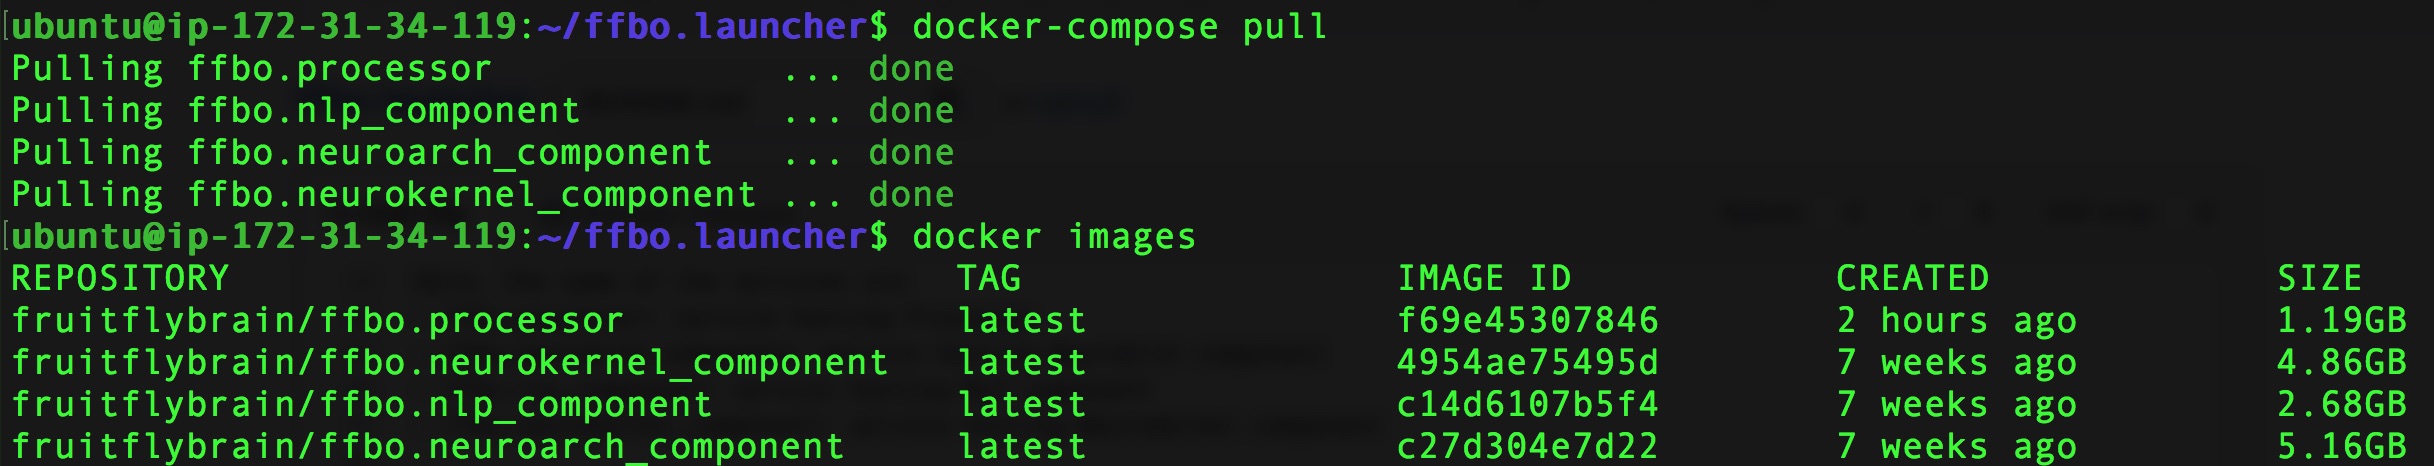 [ubuntu@ip-172-31-34-119:~/ffbo.launcher$ docker-compose pull
Pulling ffbo.processor ... done
Pulling ffbo.nlp_component ... done
Pulling ffbo.neuroarch_component ... done
Pulling ffbo.neurokernel_component ... done
[ubuntu@ip-172-31-34-119:~/ffbo.launcher$ docker images
REPOSITORY TAG IMAGE ID CREATED SIZE
fruitflybrain/ffbo.processor latest f69e45307846 2 hours ago 1.19GB
fruitflybrain/ffbo.neurokernel_component latest 4954ae75495d 7 weeks ago 4.86GB
fruitflybrain/ffbo.nlp_component latest c14d6107b5f4 7 weeks ago 2.68GB
fruitflybrain/ffbo.neuroarch_component latest c27d304e7d22 7 weeks ago 5.16GB